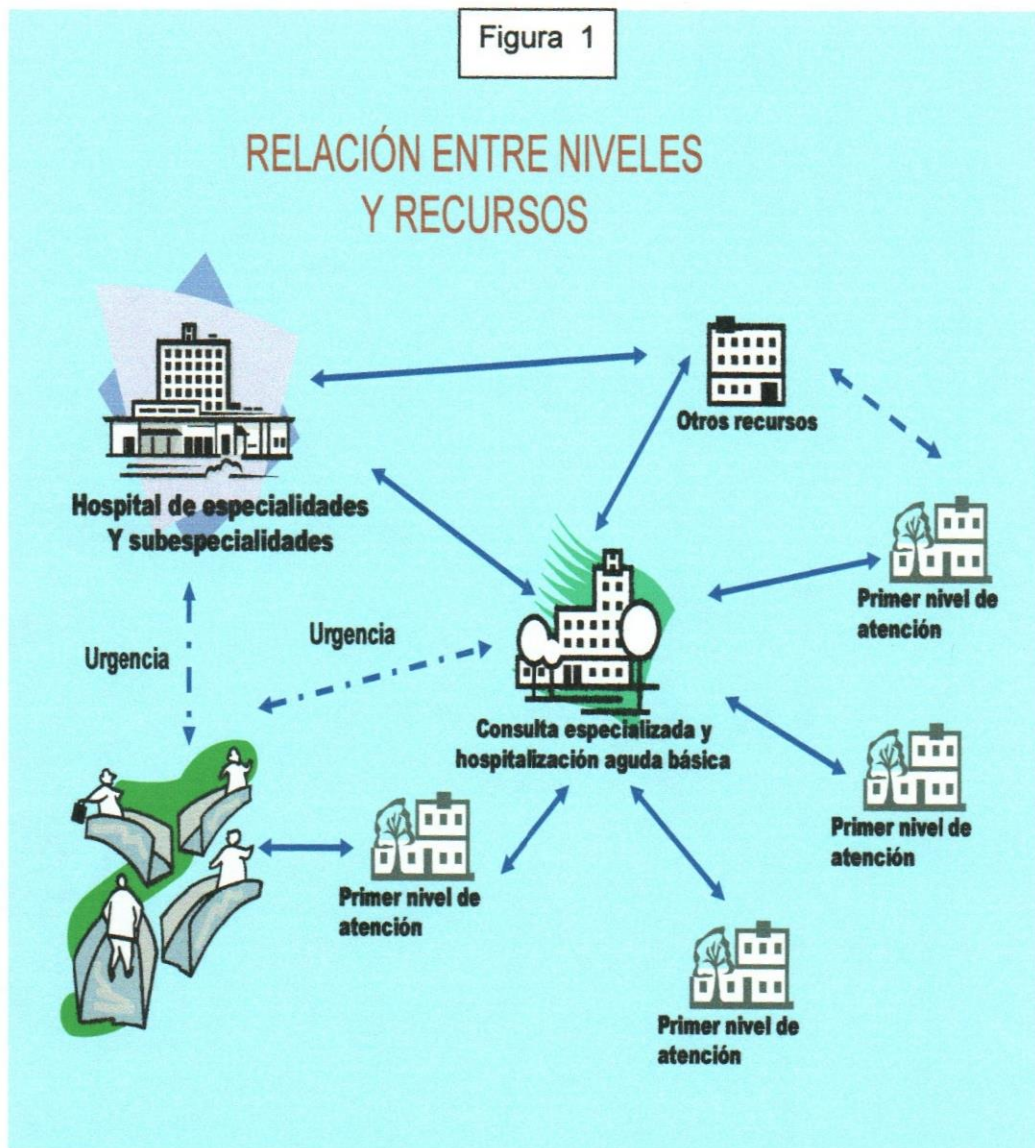 Figura 1
RELACIÓN ENTRE NIVELES
Y RECURSOS
H
Otros recursos
Hospital de especialidades
Y subespecialidades
Primer nivel de
atención
H
Urgencia
Urgencia
Consulta especializada y
hospitalización aguda básica
Primer nivel de
atención
Primer nivel de
atención
Primer nivel de
atención